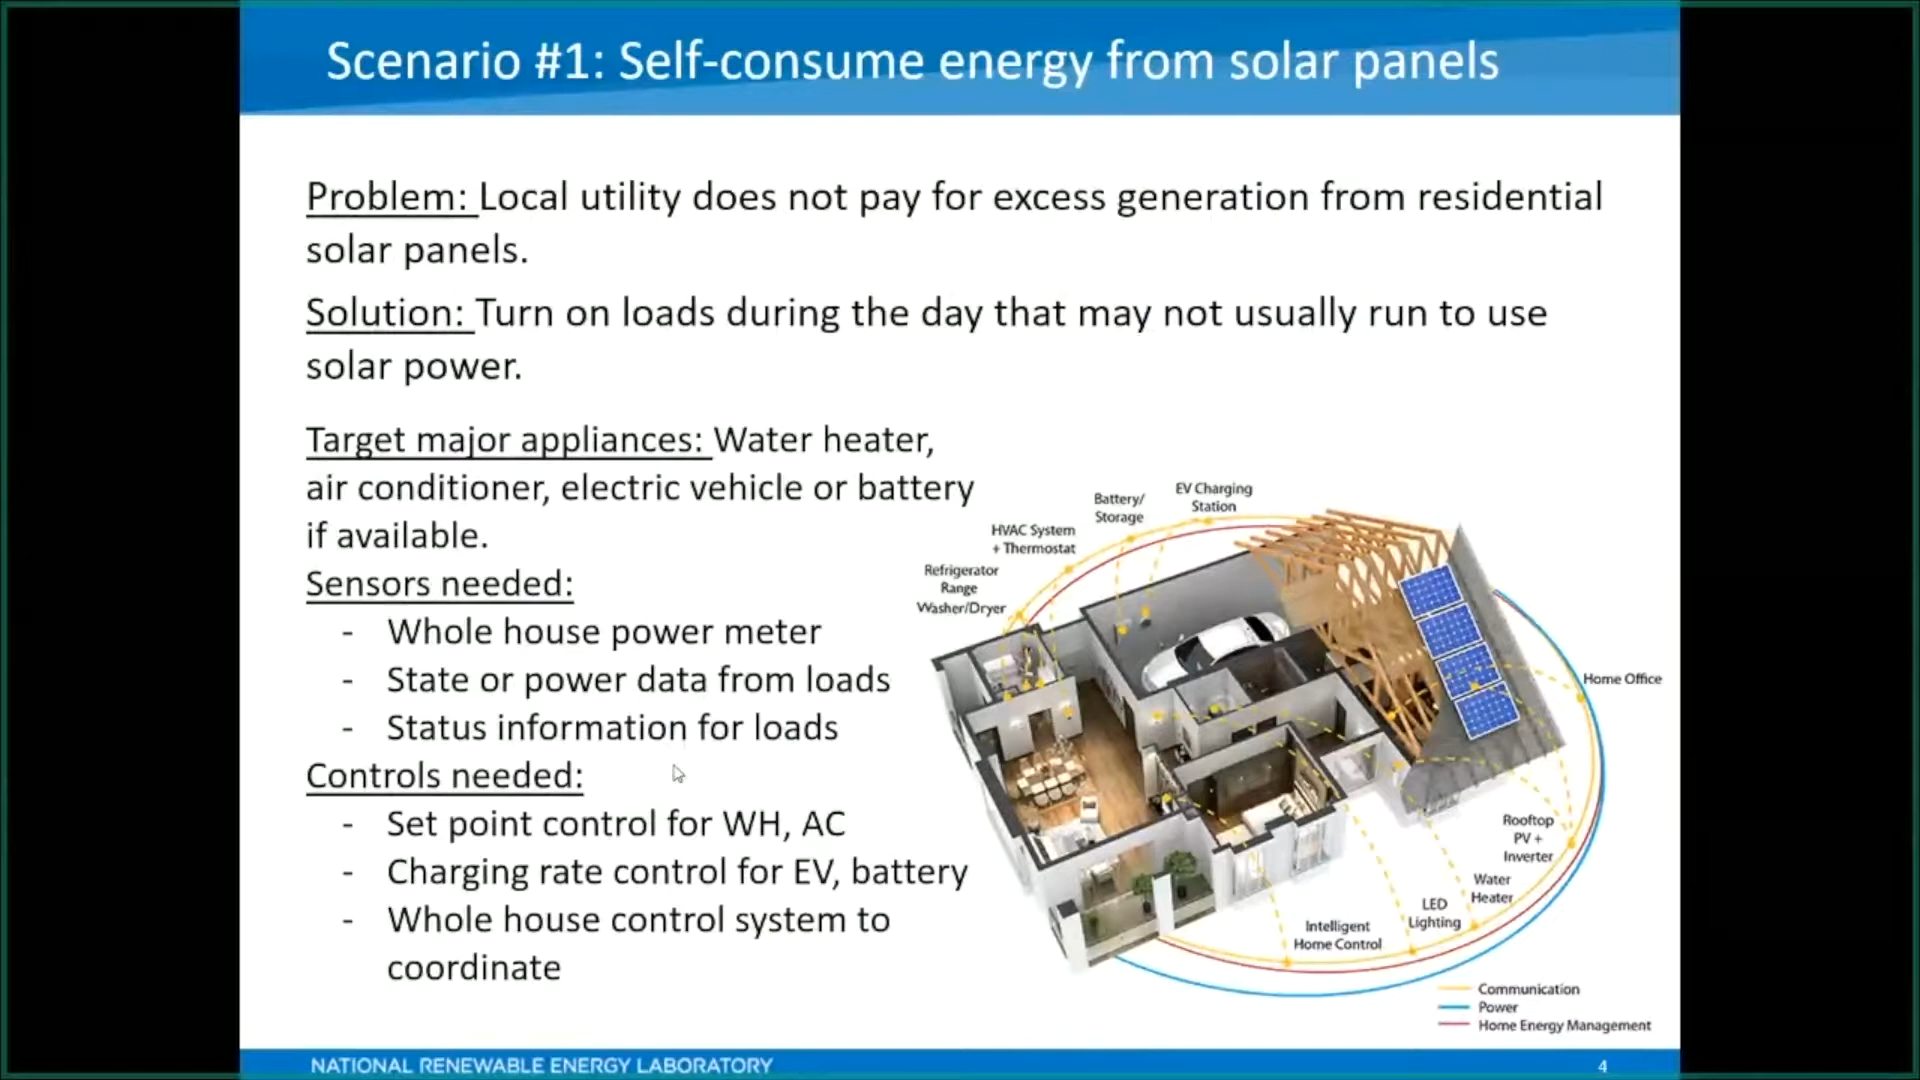 Scenario #1: Self-consume energy from solar panels
Problem: Local utility does not pay for excess generation from residential
solar panels.
Solution: Turn on loads during the day that may not usually run to use
solar power.
Target major appliances: Water heater,
air conditioner, electric vehicle or battery
if available.
Sensors needed:
- Whole house power meter
- State or power data from loads
- Status information for loads
Controls needed:
- Set point control for WH, AC
- Charging rate control for EV, battery
- Whole house control system to
coordinate
EV Charging
Station
Battery/
Storage
HVAC System
+ Thermostat
Refrigerator
Range
Washer/Dryer
Home Office
Rooftop
PV +
Inverter
Water
Heater
LED
Lighting
Intelligent
Home Control
Communication
Power
Home Energy Management
NATIONAL RENEWABLE ENERGY LABORATORY
4